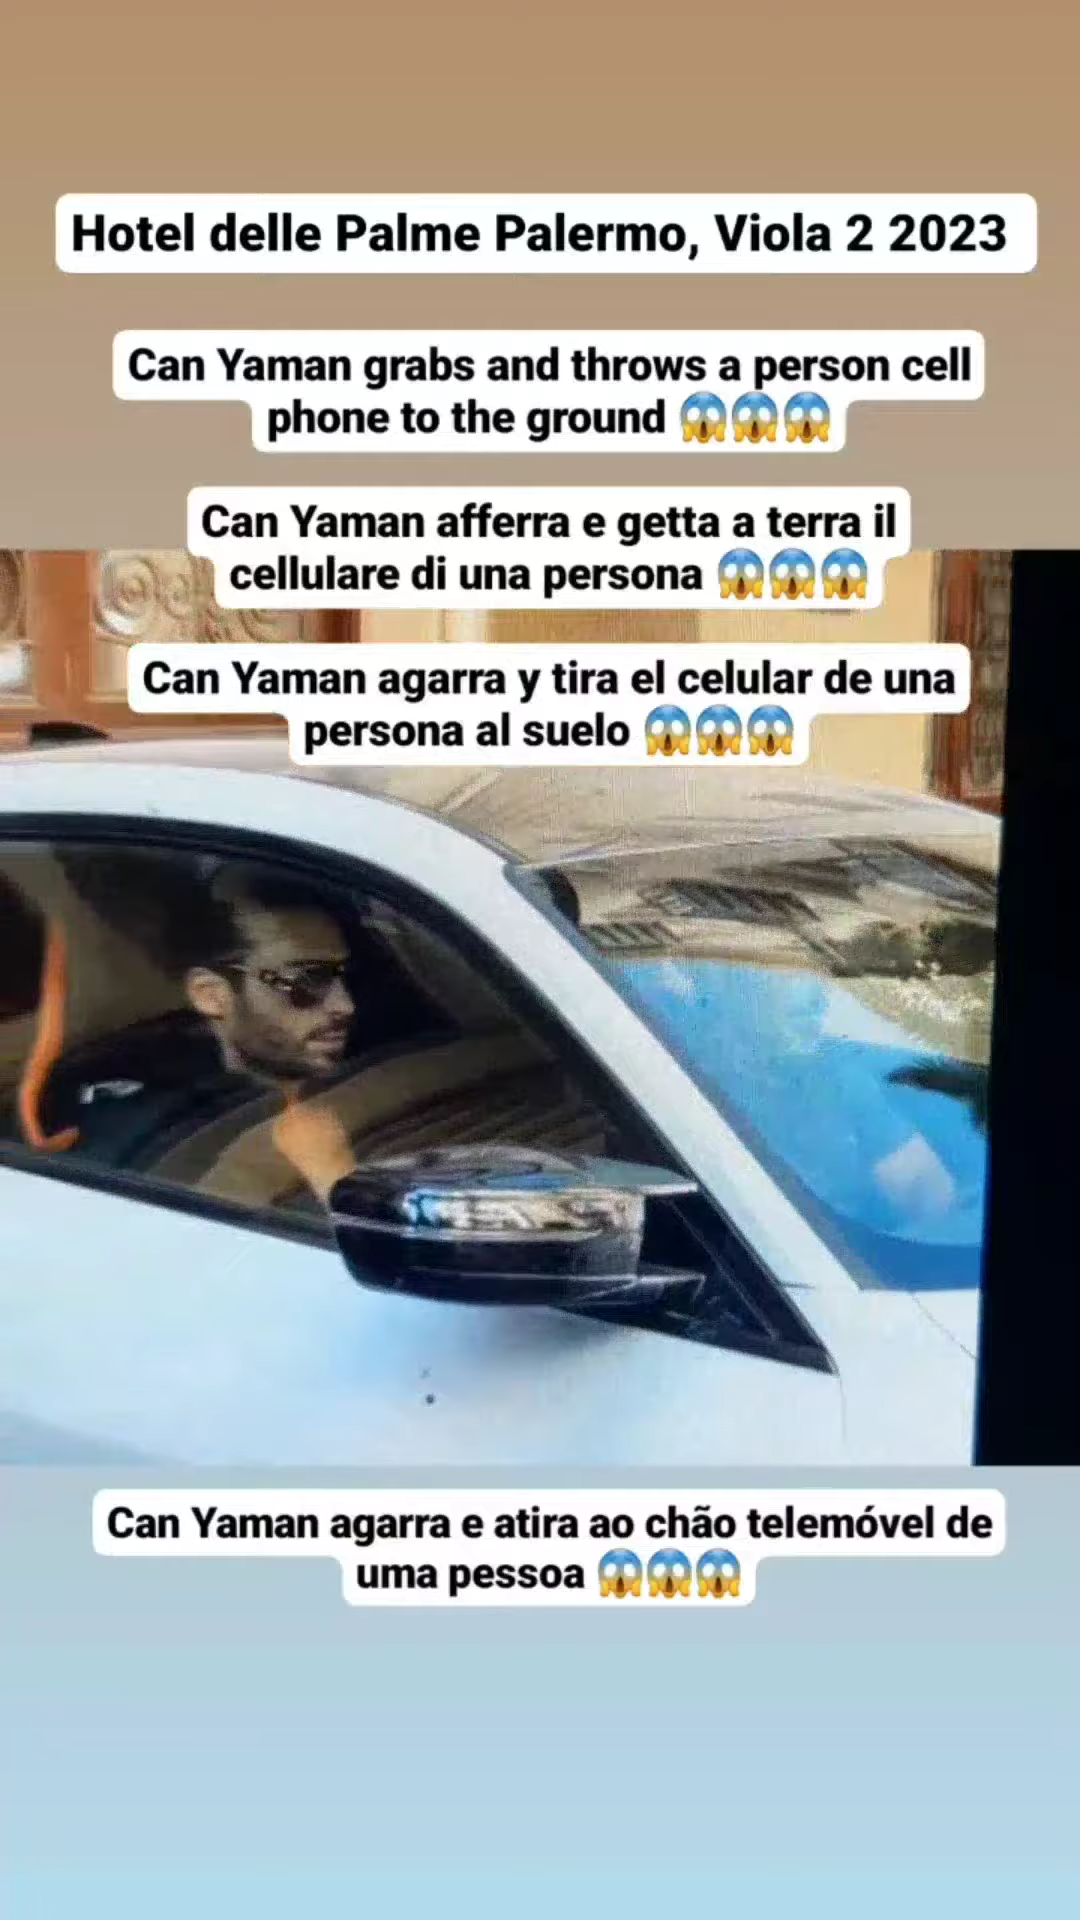 Hotel delle Palme Palermo, Viola 2 2023
Can Yaman grabs and throws a person cell
phone to the ground 😱😱😱
Can Yaman afferra e getta a terra il
cellulare di una persona 😱😱😱
Can Yaman agarra y tira el celular de una
persona al suelo 😱😱😱
Can Yaman agarra e atira ao chão telemóvel de
uma pessoa 😱😱😱